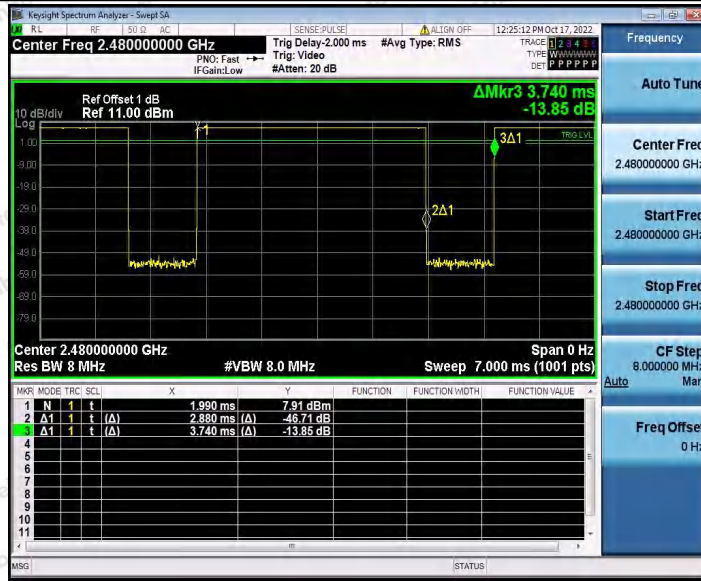 Keysight Spectrum Analyzer - Swept SA
RL RF 50 Ω AC SENSE:PULSE ALIGN OFF 12:25:12 PM Oct 17, 2022
Center Freq 2.480000000 GHz
PNO: Fast
IFGain:Low
Trig Delay-2.000 ms
Trig: Video
#Atten: 20 dB
#Avg Type: RMS
TRACE 1 2 3 4 5 6
TYPE WWWWWW
DET P P P P P P
ΔMkr3 3.740 ms
-13.85 dB
Ref Offset 1 dB
10 dB/div Ref 11.00 dBm
Log
1
1.00
3Δ1
TRIG LVL
-9.00
-19.0
-29.0
2Δ1
-39.0
-49.0
-59.0
-69.0
-79.0
Center 2.480000000 GHz Span 0 Hz
Res BW 8 MHz #VBW 8.0 MHz Sweep 7.000 ms (1001 pts)
MKR MODE TRC SCL X Y FUNCTION FUNCTION WIDTH FUNCTION VALUE
1 N 1 t 1.990 ms 7.91 dBm
2 Δ1 1 t (Δ) 2.880 ms (Δ) -46.71 dB
3 Δ1 1 t (Δ) 3.740 ms (Δ) -13.85 dB
4
5
6
7
8
9
10
11
MSG STATUS
Frequency
Auto Tune
Center Freq
2.480000000 GHz
Start Freq
2.480000000 GHz
Stop Freq
2.480000000 GHz
CF Step
8.000000 MHz
Auto Man
Freq Offset
0 Hz